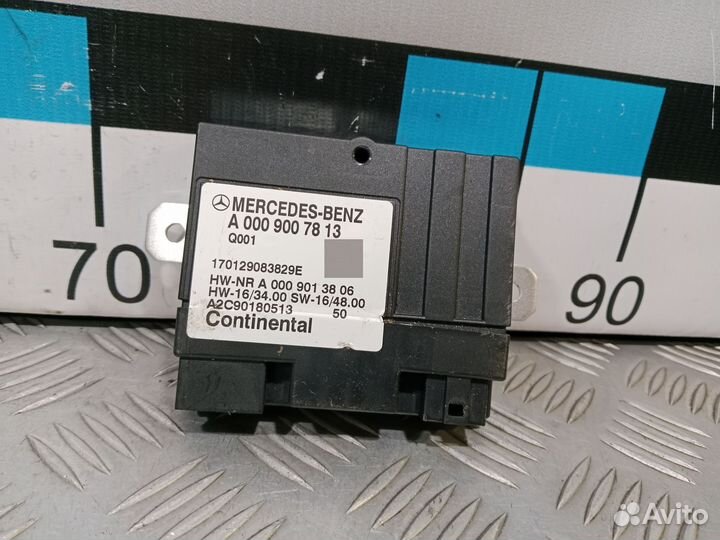 70
90
MERCEDES-BENZ
A 000 900 78 13
Q001
170129083829E
HW-NR A 000 901 38 06
HW-16/34.00 SW-16/48.00
A2C90180513 50
Continental
Avito